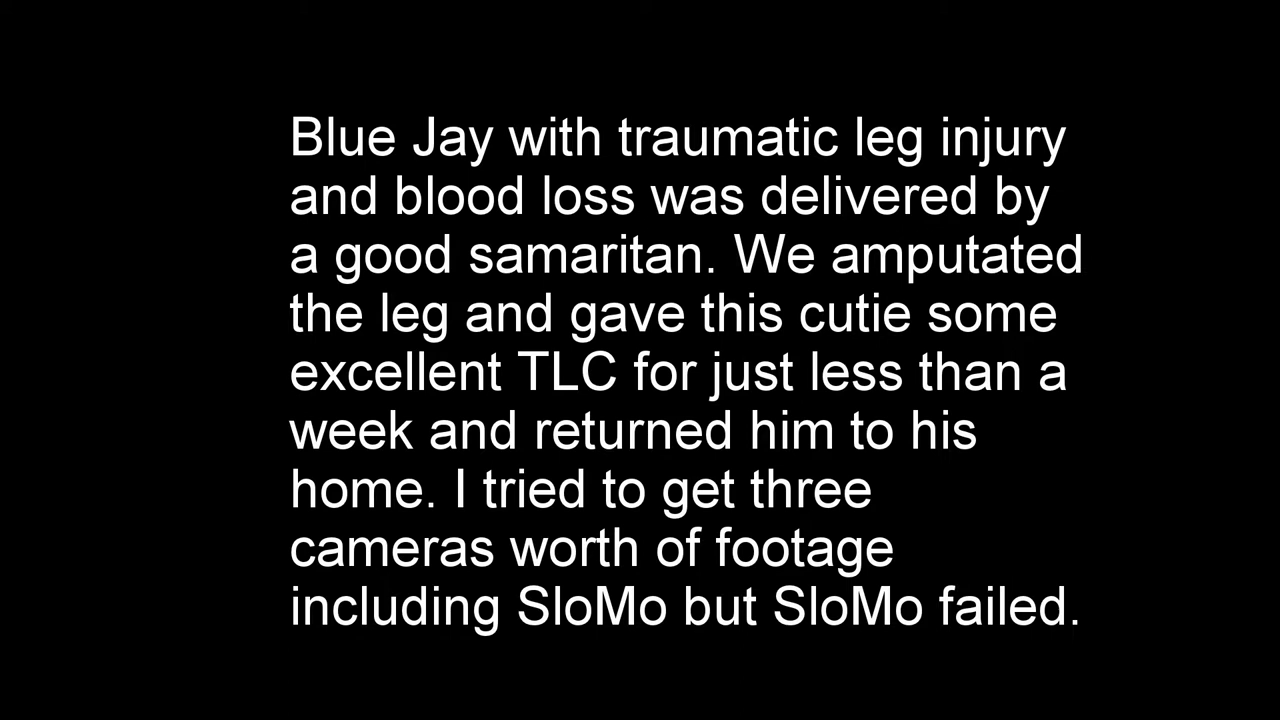 Blue Jay with traumatic leg injury
and blood loss was delivered by
a good samaritan. We amputated
the leg and gave this cutie some
excellent TLC for just less than a
week and returned him to his
home. I tried to get three
cameras worth of footage
including SloMo but SloMo failed.